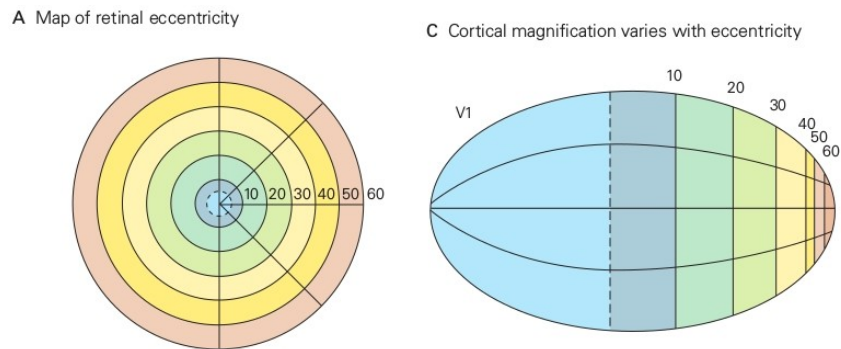 A Map of retinal eccentricity
10 20 30 40 50 60
C Cortical magnification varies with eccentricity
V1
10
20
30
40
50
60